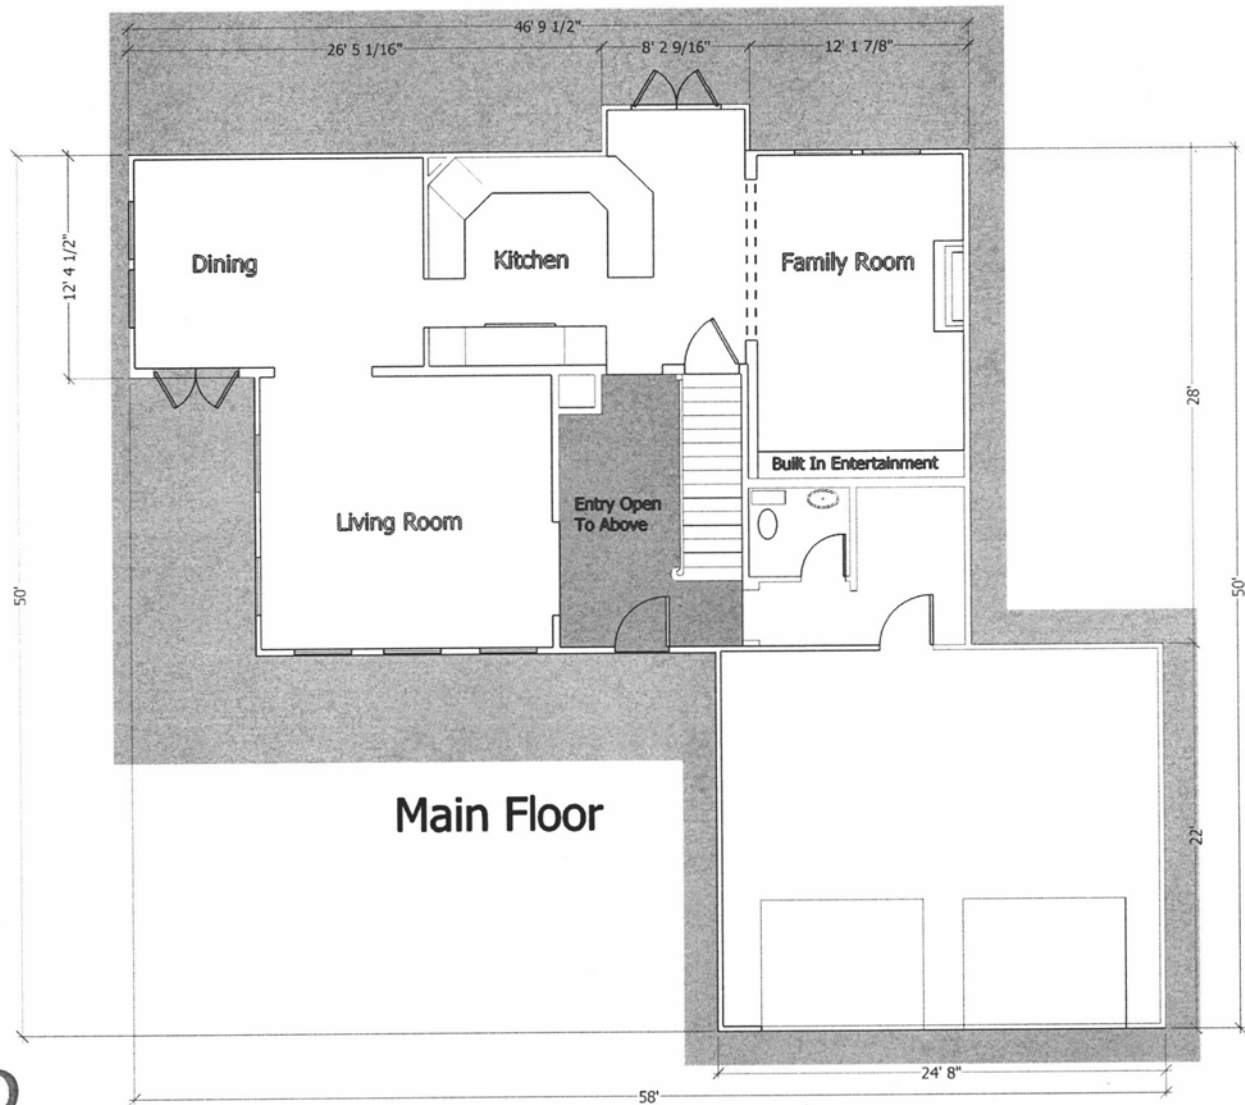 46' 9 1/2"
26' 5 1/16"
8' 2 9/16"
12' 1 7/8"
12' 4 1/2"
Dining
Kitchen
Family Room
28'
Built In Entertainment
Living Room
Entry Open
To Above
50'
50'
Main Floor
22'
24' 8"
58'